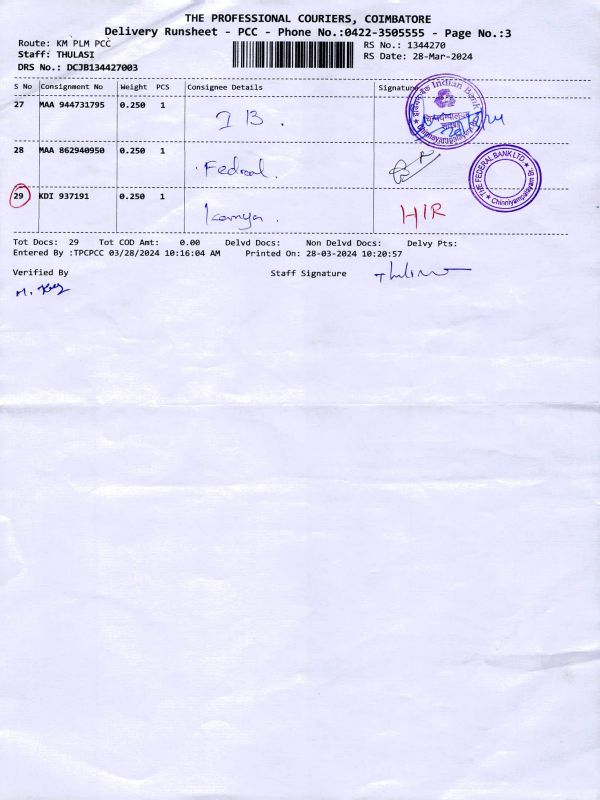 THE PROFESSIONAL COURIERS, COIMBATORE
Delivery Runsheet - PCC - Phone No.:0422-3505555 - Page No.:3
Route: KM PLM PCC
RS No.: 1344270
Staff: THULASI
RS Date: 28-Mar-2024
DRS No.: DCJB134427003
S No Consignment No Weight PCS Consignee Details Signature
27 MAA 944731795 0.250 1 IB.
Indian Bank
28 MAA 862940950 1 0.250 Fedral.
THE FEDERAL BANK LTD.
Chinniyampalayam
29 KDI 937191 0.250 1 Kamya. HIR
Tot Docs: 29 Tot COD Amt: 0.00 Delvd Docs: Non Delvd Docs: Delvy Pts:
Entered By :TPCPCC 03/28/2024 10:16:04 AM Printed On: 28-03-2024 10:20:57
Verified By Staff Signature